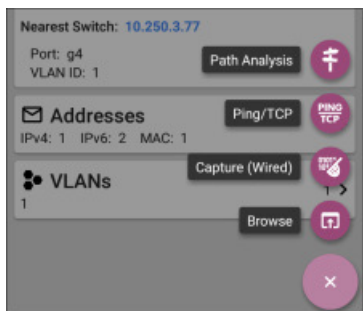 Nearest Switch: 10.250.3.77
Port: g4
VLAN ID: 1
Path Analysis
Addresses
Ping/TCP
PING
TCP
IPv4: 1 IPv6: 2 MAC: 1
Capture (Wired)
VLANs
1
1 >
Browse
×